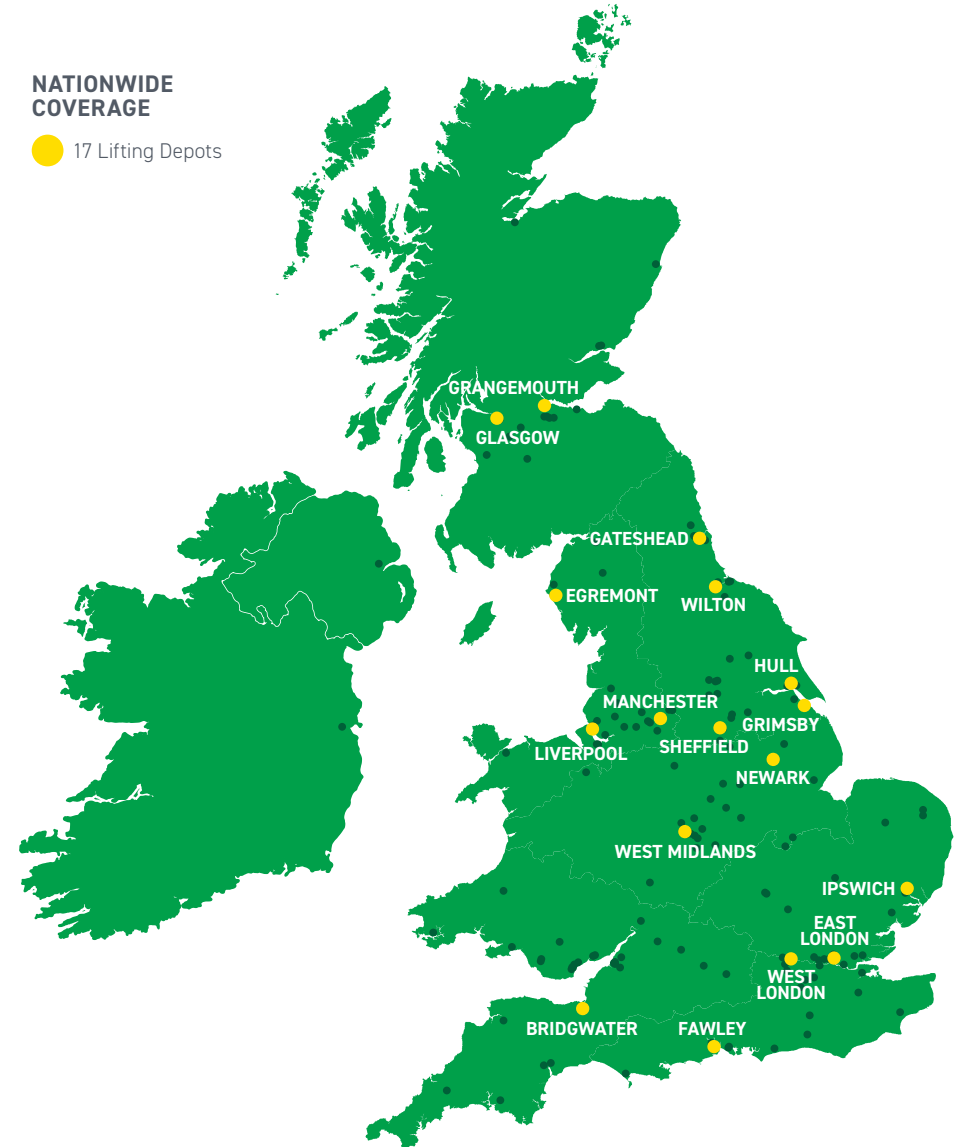 NATIONWIDE
COVERAGE
17 Lifting Depots
GRANGEMOUTH
GLASGOW
GATESHEAD
EGREMONT
WILTON
HULL
MANCHESTER
GRIMSBY
LIVERPOOL
SHEFFIELD
NEWARK
WEST MIDLANDS
IPSWICH
EAST
LONDON
WEST
LONDON
BRIDGWATER
FAWLEY